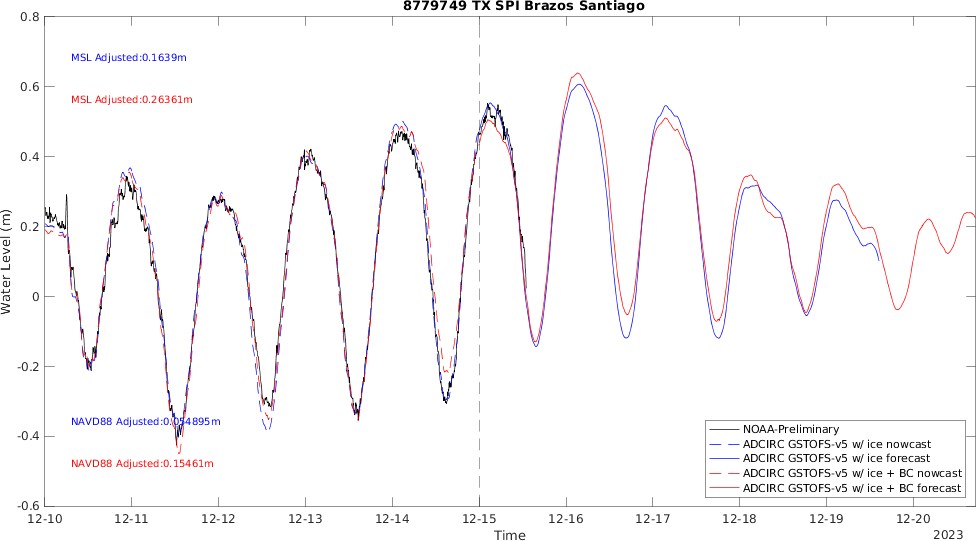 8779749 TX SPI Brazos Santiago
0.8
0.6
0.4
0.2
0
-0.2
-0.4
-0.6
Water Level (m)
MSL Adjusted:0.1639m
MSL Adjusted:0.26361m
NAVD88 Adjusted:0.054895m
NAVD88 Adjusted:0.15461m
NOAA-Preliminary
ADCIRC GSTOFS-v5 w/ ice nowcast
ADCIRC GSTOFS-v5 w/ ice forecast
ADCIRC GSTOFS-v5 w/ ice + BC nowcast
ADCIRC GSTOFS-v5 w/ ice + BC forecast
12-10 12-11 12-12 12-13 12-14 12-15 12-16 12-17 12-18 12-19 12-20
Time
2023